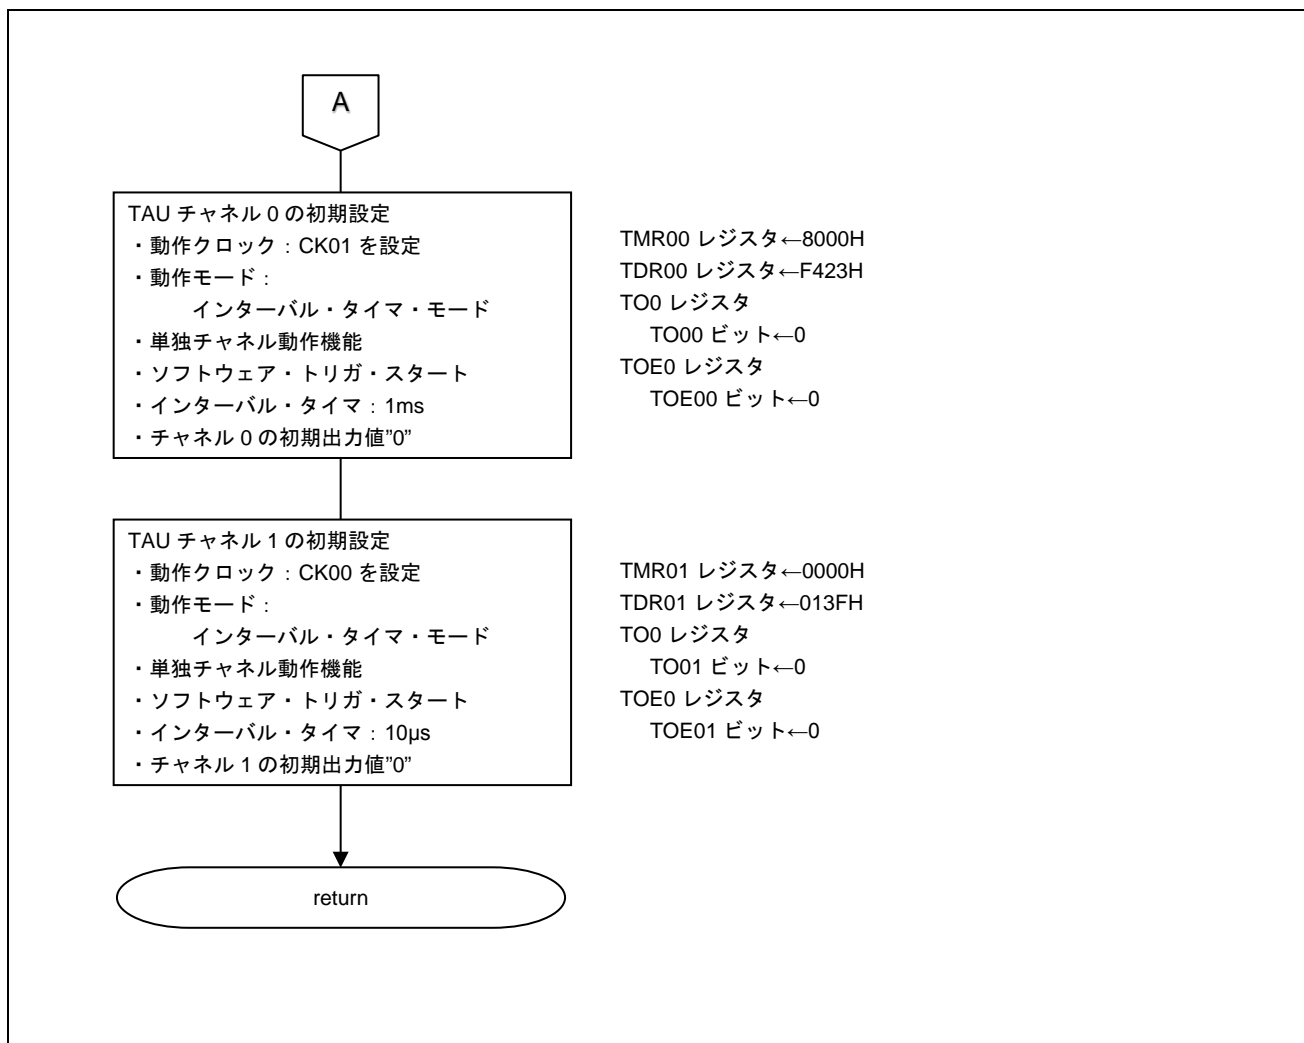 A
TAU チャネル 0 の初期設定
・動作クロック：CK01 を設定
・動作モード：
インターバル・タイマ・モード
・単独チャネル動作機能
・ソフトウェア・トリガ・スタート
・インターバル・タイマ：1ms
・チャネル 0 の初期出力値”0”
TMR00 レジスタ←8000H
TDR00 レジスタ←F423H
TO0 レジスタ
TO00 ビット←0
TOE0 レジスタ
TOE00 ビット←0
TAU チャネル 1 の初期設定
・動作クロック：CK00 を設定
・動作モード：
インターバル・タイマ・モード
・単独チャネル動作機能
・ソフトウェア・トリガ・スタート
・インターバル・タイマ：10µs
・チャネル 1 の初期出力値”0”
TMR01 レジスタ←0000H
TDR01 レジスタ←013FH
TO0 レジスタ
TO01 ビット←0
TOE0 レジスタ
TOE01 ビット←0
return